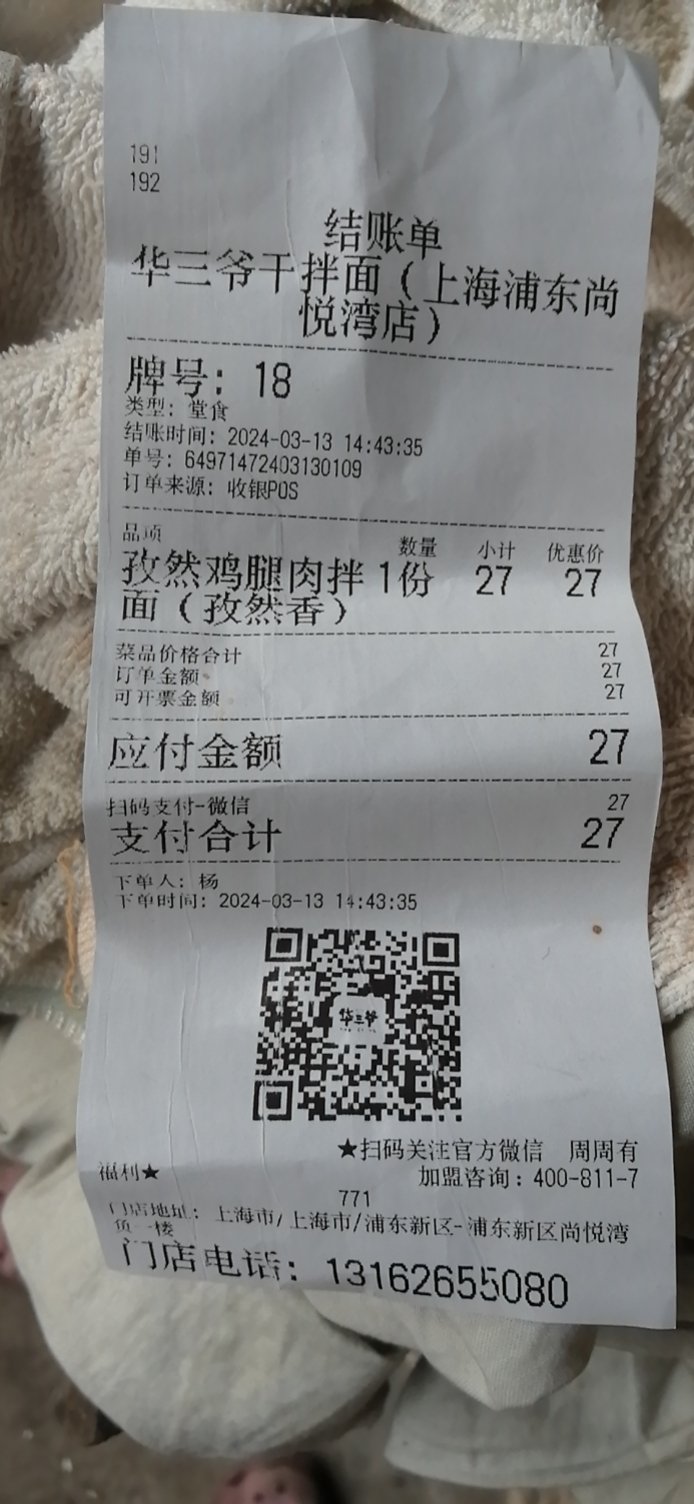 191
192
结账单
华三爷干拌面（上海浦东尚
悦湾店）
牌号: 18
类型: 堂食
结账时间: 2024-03-13 14:43:35
单号: 64971472403130109
订单来源: 收银POS
品项 数量 小计 优惠价
孜然鸡腿肉拌 1份 27 27
面（孜然香）
菜品价格合计 27
订单金额 27
可开票金额 27
应付金额 27
扫码支付-微信 27
支付合计 27
下单人: 杨
下单时间: 2024-03-13 14:43:35
华三爷
★扫码关注官方微信 周周有
福利★ 加盟咨询: 400-811-7
771
门店地址: 上海市/上海市/浦东新区-浦东新区尚悦湾
负一楼
门店电话: 13162655080